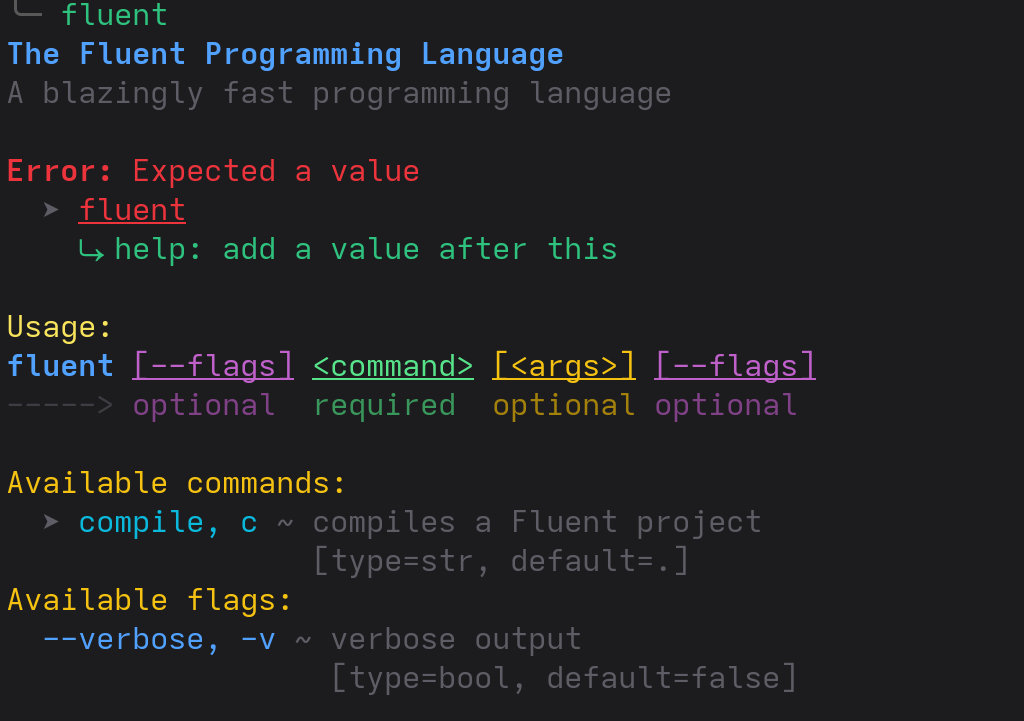 fluent
The Fluent Programming Language
A blazingly fast programming language
Error: Expected a value
➤ fluent
↳ help: add a value after this
Usage:
fluent [--flags] <command> [<args>] [--flags]
-----> optional required optional optional
Available commands:
➤ compile, c ~ compiles a Fluent project
[type=str, default=.]
Available flags:
--verbose, -v ~ verbose output
[type=bool, default=false]